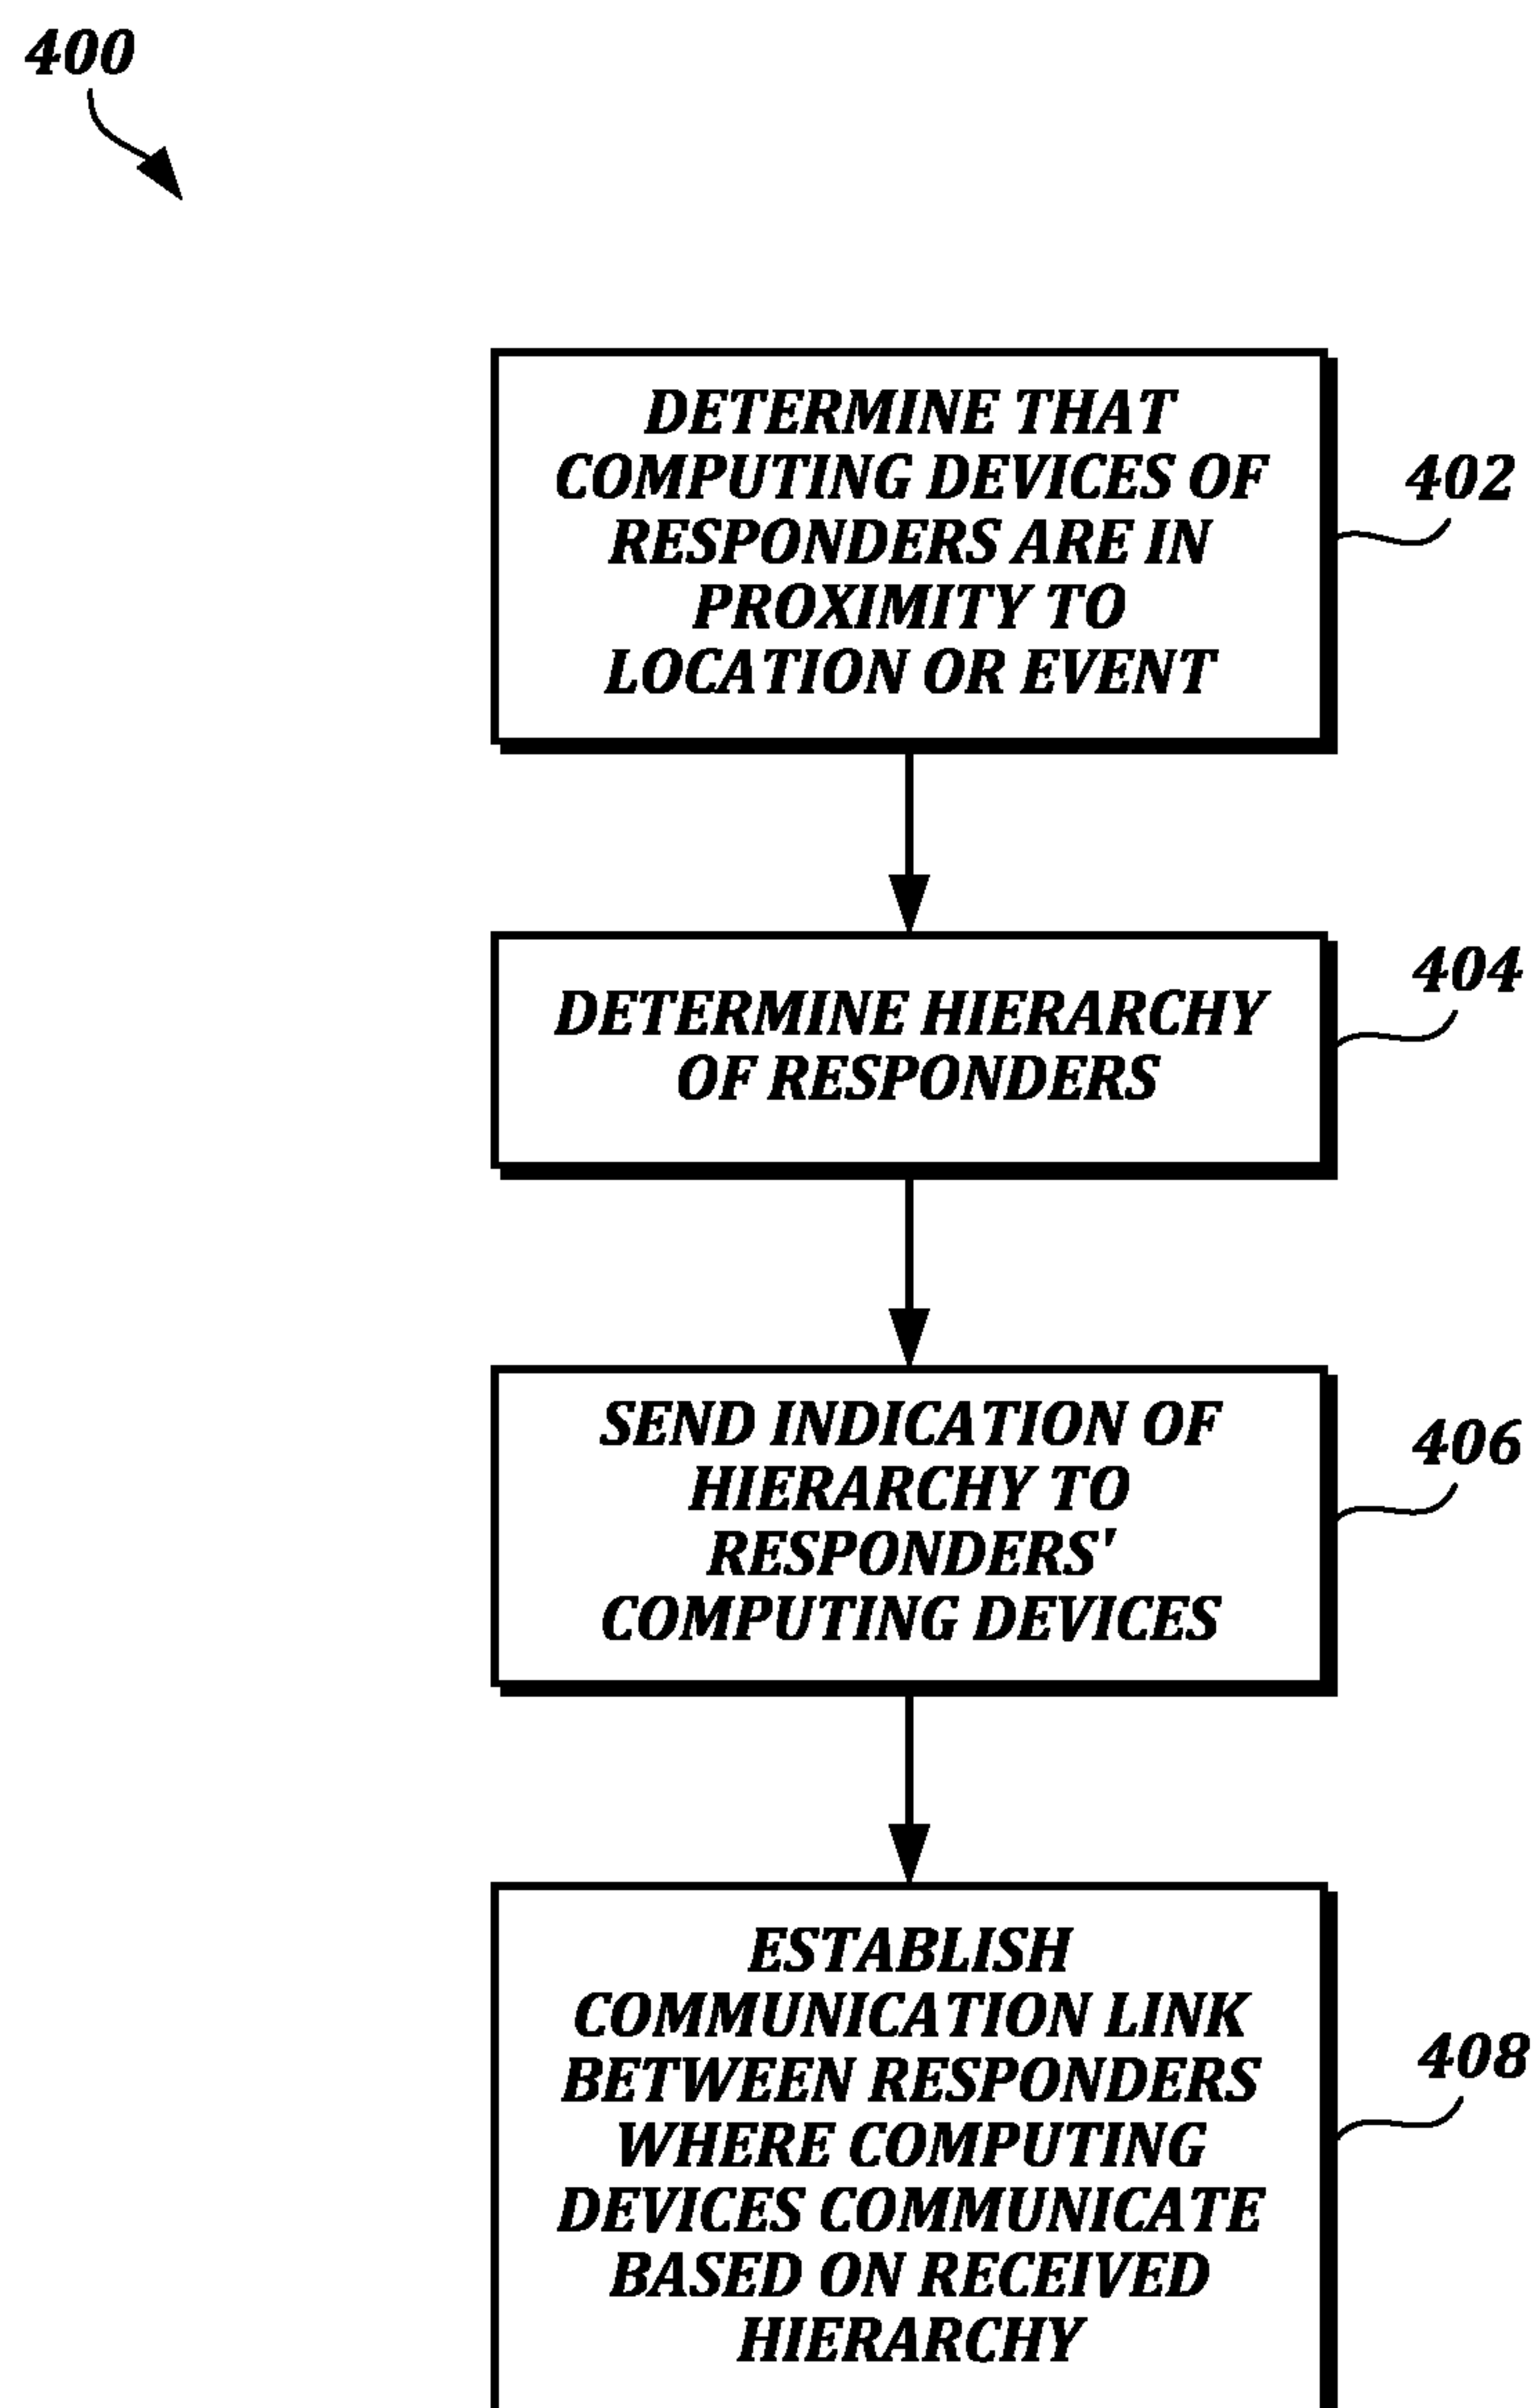 400
DETERMINE THAT
COMPUTING DEVICES OF
RESPONDERS ARE IN
PROXIMITY TO
LOCATION OR EVENT
402
DETERMINE HIERARCHY
OF RESPONDERS
404
SEND INDICATION OF
HIERARCHY TO
RESPONDERS'
COMPUTING DEVICES
406
ESTABLISH
COMMUNICATION LINK
BETWEEN RESPONDERS
WHERE COMPUTING
DEVICES COMMUNICATE
BASED ON RECEIVED
HIERARCHY
408